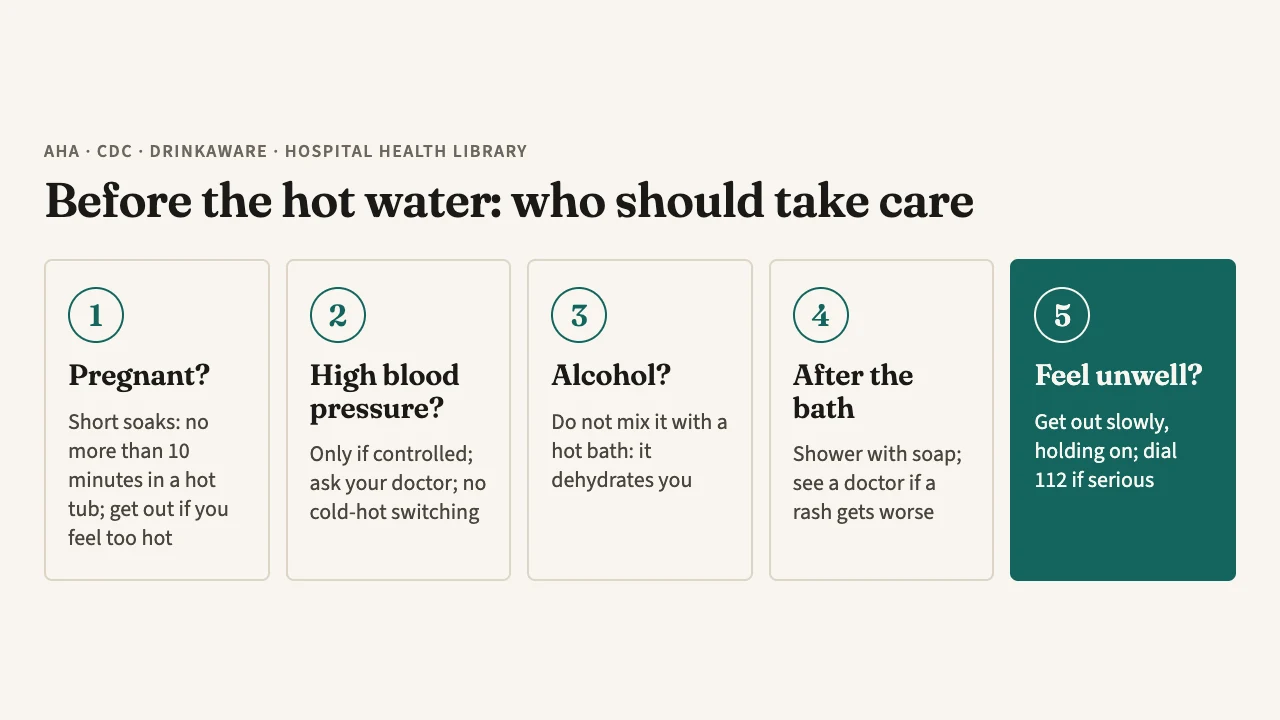 AHA · CDC · DRINKAWARE · HOSPITAL HEALTH LIBRARY
Before the hot water: who should take care
1
Pregnant?
Short soaks: no
more than 10
minutes in a hot
tub; get out if you
feel too hot
2
High blood
pressure?
Only if controlled;
ask your doctor; no
cold-hot switching
3
Alcohol?
Do not mix it with a
hot bath: it
dehydrates you
4
After the
bath
Shower with soap;
see a doctor if a
rash gets worse
5
Feel unwell?
Get out slowly,
holding on; dial
112 if serious